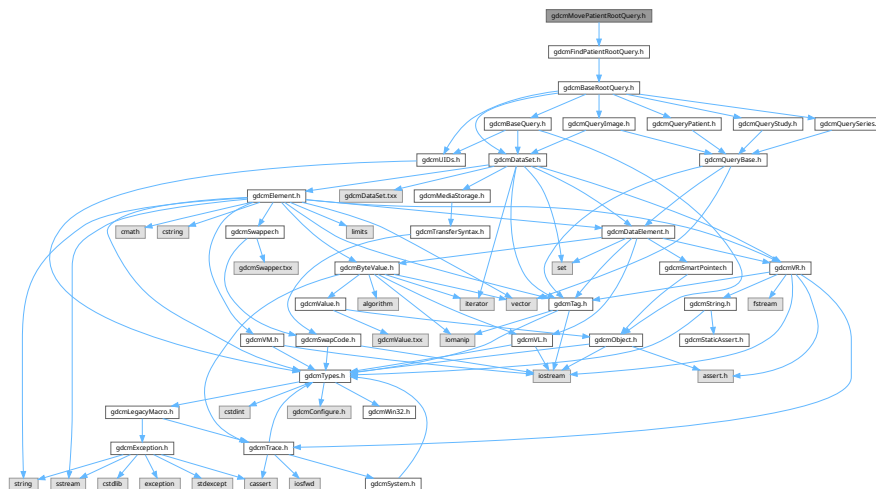 gdcmMovePatientRootQuery.h
gdcmFindPatientRootQuery.h
gdcmBaseRootQuery.h
gdcmBaseQuery.h
gdcmQueryImage.h
gdcmQueryPatient.h
gdcmQueryStudy.h
gdcmQuerySeries.
gdcmUIDs.h
gdcmDataSet.h
gdcmQueryBase.h
gdcmElement.h
gdcmDataSet.txx
gdcmMediaStorage.h
cmath
cstring
gdcmSwapper.h
limits
gdcmTransferSyntax.h
gdcmDataElement.h
gdcmSwapper.txx
gdcmByteValue.h
set
gdcmSmartPointer.h
gdcmVR.h
gdcmValue.h
algorithm
iterator
vector
gdcmTag.h
gdcmString.h
fstream
gdcmVM.h
gdcmSwapCode.h
gdcmValue.txx
iomanip
gdcmVL.h
gdcmObject.h
gdcmStaticAssert.h
gdcmTypes.h
iostream
assert.h
gdcmLegacyMacro.h
cstdint
gdcmConfigure.h
gdcmWin32.h
gdcmException.h
gdcmTrace.h
string
sstream
cstdlib
exception
stdexcept
cassert
iosfwd
gdcmSystem.h